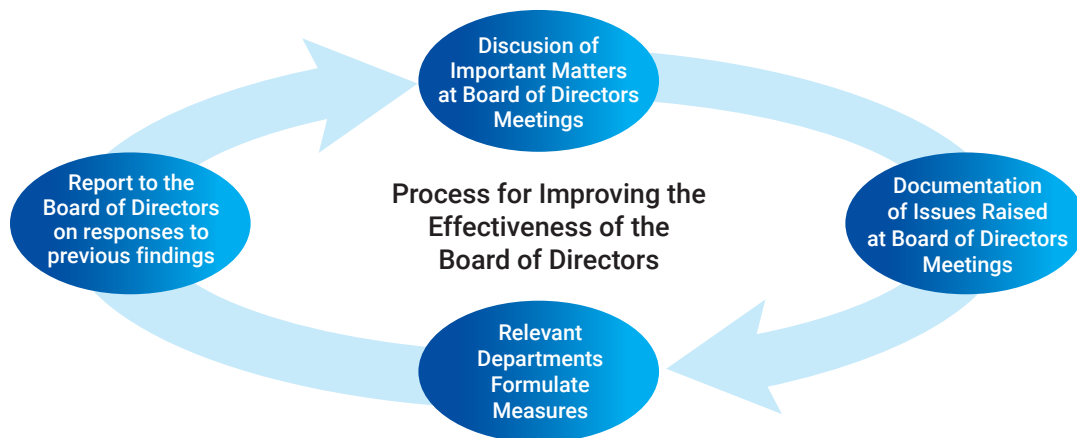 Discusion of
Important Matters
at Board of Directors
Meetings
Report to the
Board of Directors
on responses to
previous findings
Process for Improving the
Effectiveness of the
Board of Directors
Documentation
of Issues Raised
at Board of Directors
Meetings
Relevant
Departments
Formulate
Measures